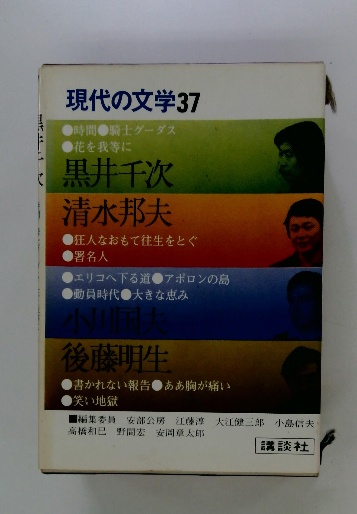 現代の文学37
●時間●騎士グーダス
●花を我等に
黒井千次
清水邦夫
●狂人なおもて往生をとぐ
●署名人
●エリコへ下る道●アポロンの島
●動員時代●大きな恵み
小川国夫
後藤明生
●書かれない報告●ああ胸が痛い
●笑い地獄
■編集委員 安部公房 江藤淳 大江健三郎 小島信夫
高橋和巳 野間宏 安岡章太郎
講談社
黒井千次